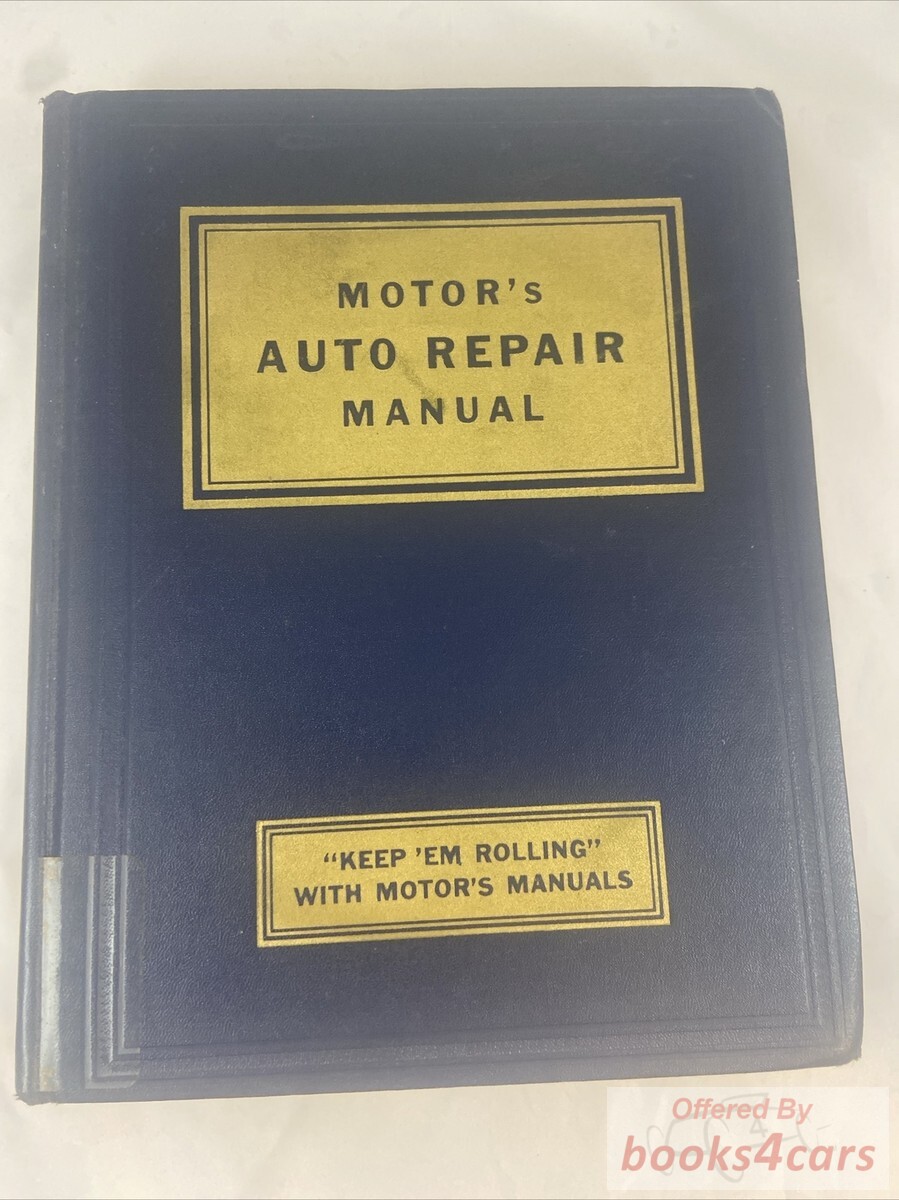 MOTOR's
AUTO REPAIR
MANUAL
“KEEP 'EM ROLLING”
WITH MOTOR'S MANUALS
Offered By
books4cars